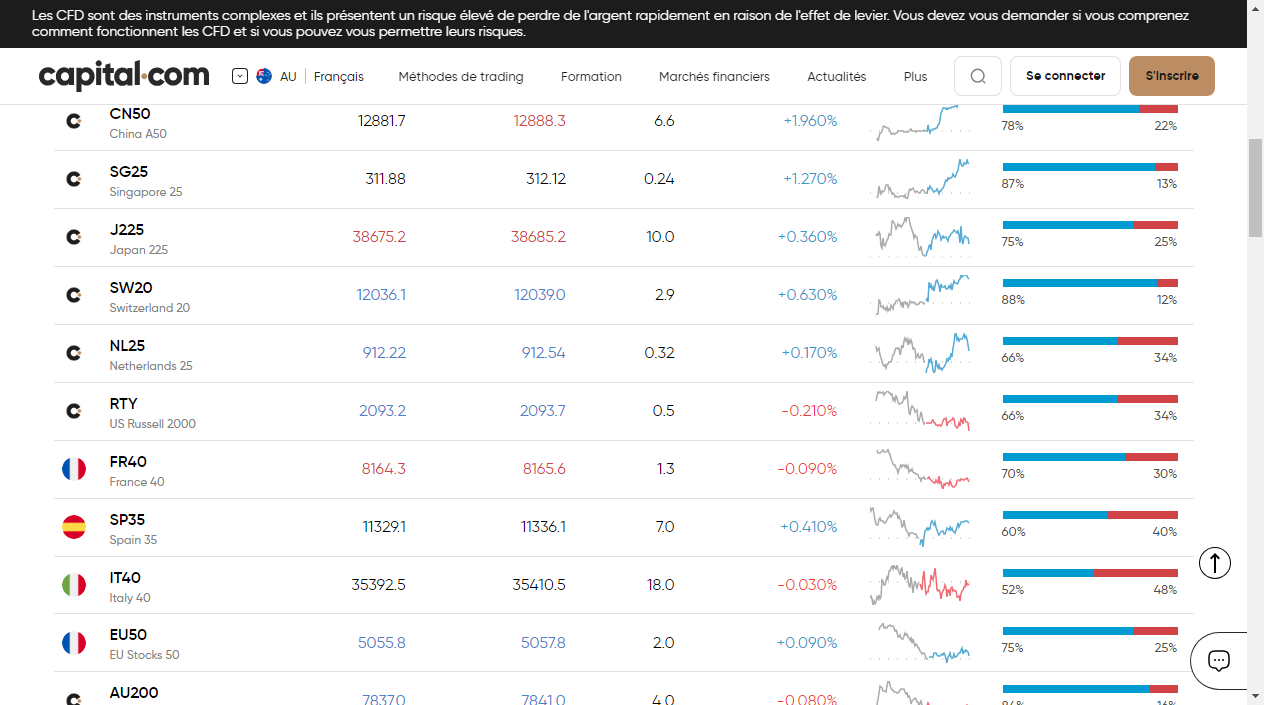 Les CFD sont des instruments complexes et ils présentent un risque élevé de perdre de l'argent rapidement en raison de l'effet de levier. Vous devez vous demander si vous comprenez
comment fonctionnent les CFD et si vous pouvez vous permettre leurs risques.
capital.com AU Français Méthodes de trading Formation Marchés financiers Actualités Plus Se connecter S'inscrire
CN50 12881.7 12888.3 6.6 +1.960%
China A50 78% 22%
SG25 311.88 312.12 0.24 +1.270%
Singapore 25 87% 13%
J225 38675.2 38685.2 10.0 +0.360%
Japan 225 75% 25%
SW20 12036.1 12039.0 2.9 +0.630%
Switzerland 20 88% 12%
NL25 912.22 912.54 0.32 +0.170%
Netherlands 25 66% 34%
RTY 2093.2 2093.7 0.5 -0.210%
US Russell 2000 66% 34%
FR40 8164.3 8165.6 1.3 -0.090%
France 40 70% 30%
SP35 11329.1 11336.1 7.0 +0.410%
Spain 35 60% 40%
IT40 35392.5 35410.5 18.0 -0.030%
Italy 40 52% 48%
EU50 5055.8 5057.8 2.0 +0.090%
EU Stocks 50 75% 25%
AU200 7837.0 7841.0 4.0 -0.080%